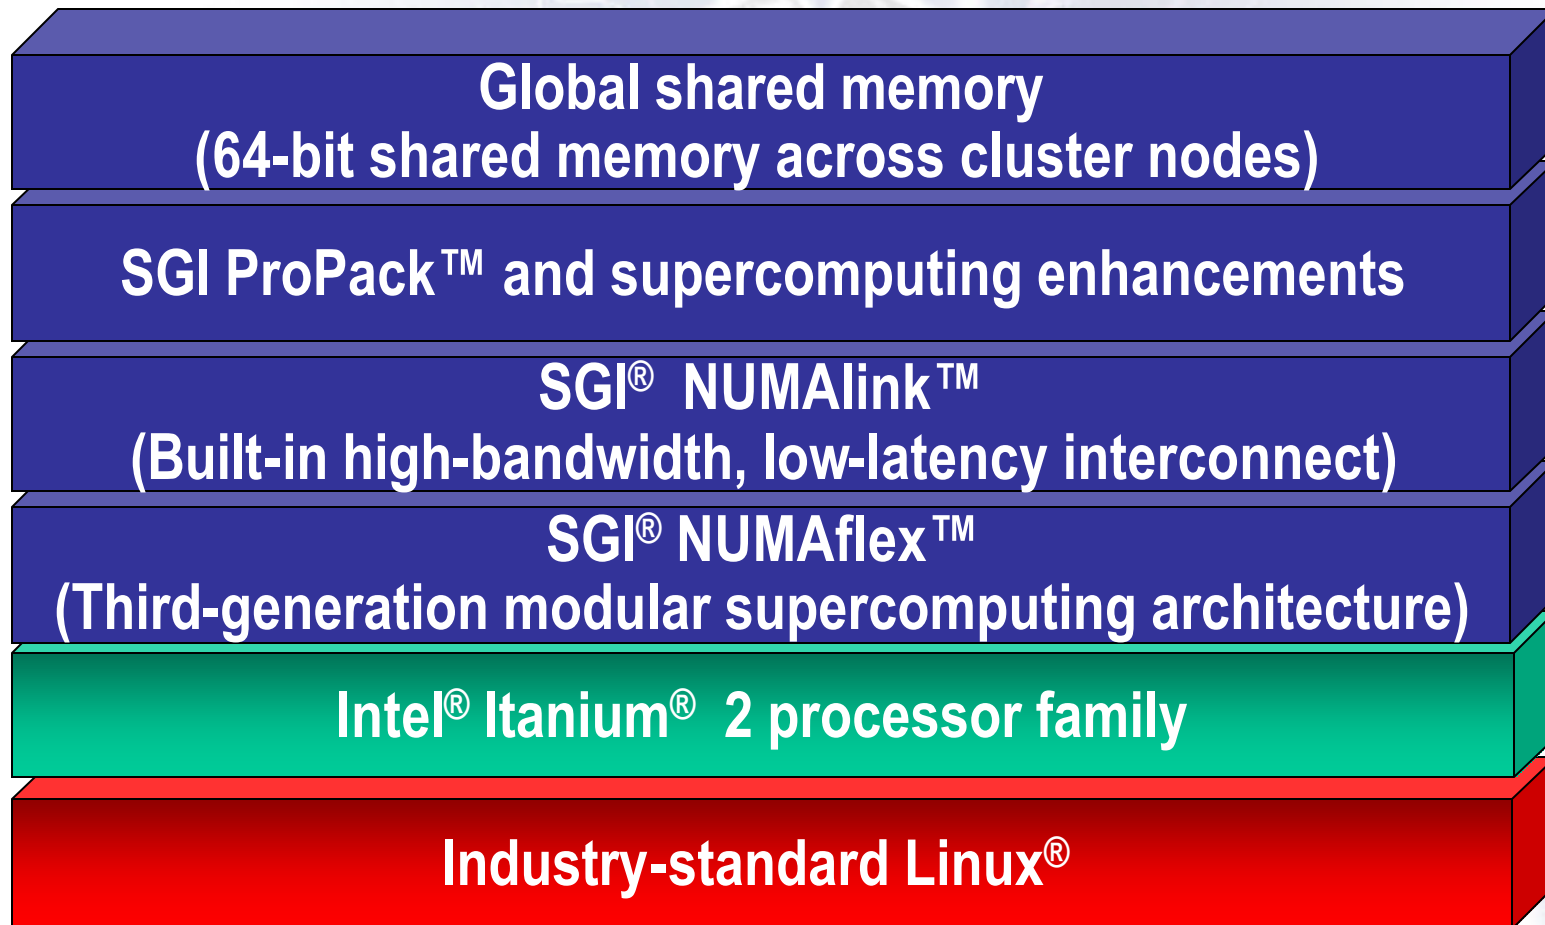 Global shared memory
(64-bit shared memory across cluster nodes)
SGI ProPack™ and supercomputing enhancements
SGI® NUMAlink™
(Built-in high-bandwidth, low-latency interconnect)
SGI® NUMAflex™
(Third-generation modular supercomputing architecture)
Intel® Itanium® 2 processor family
Industry-standard Linux®